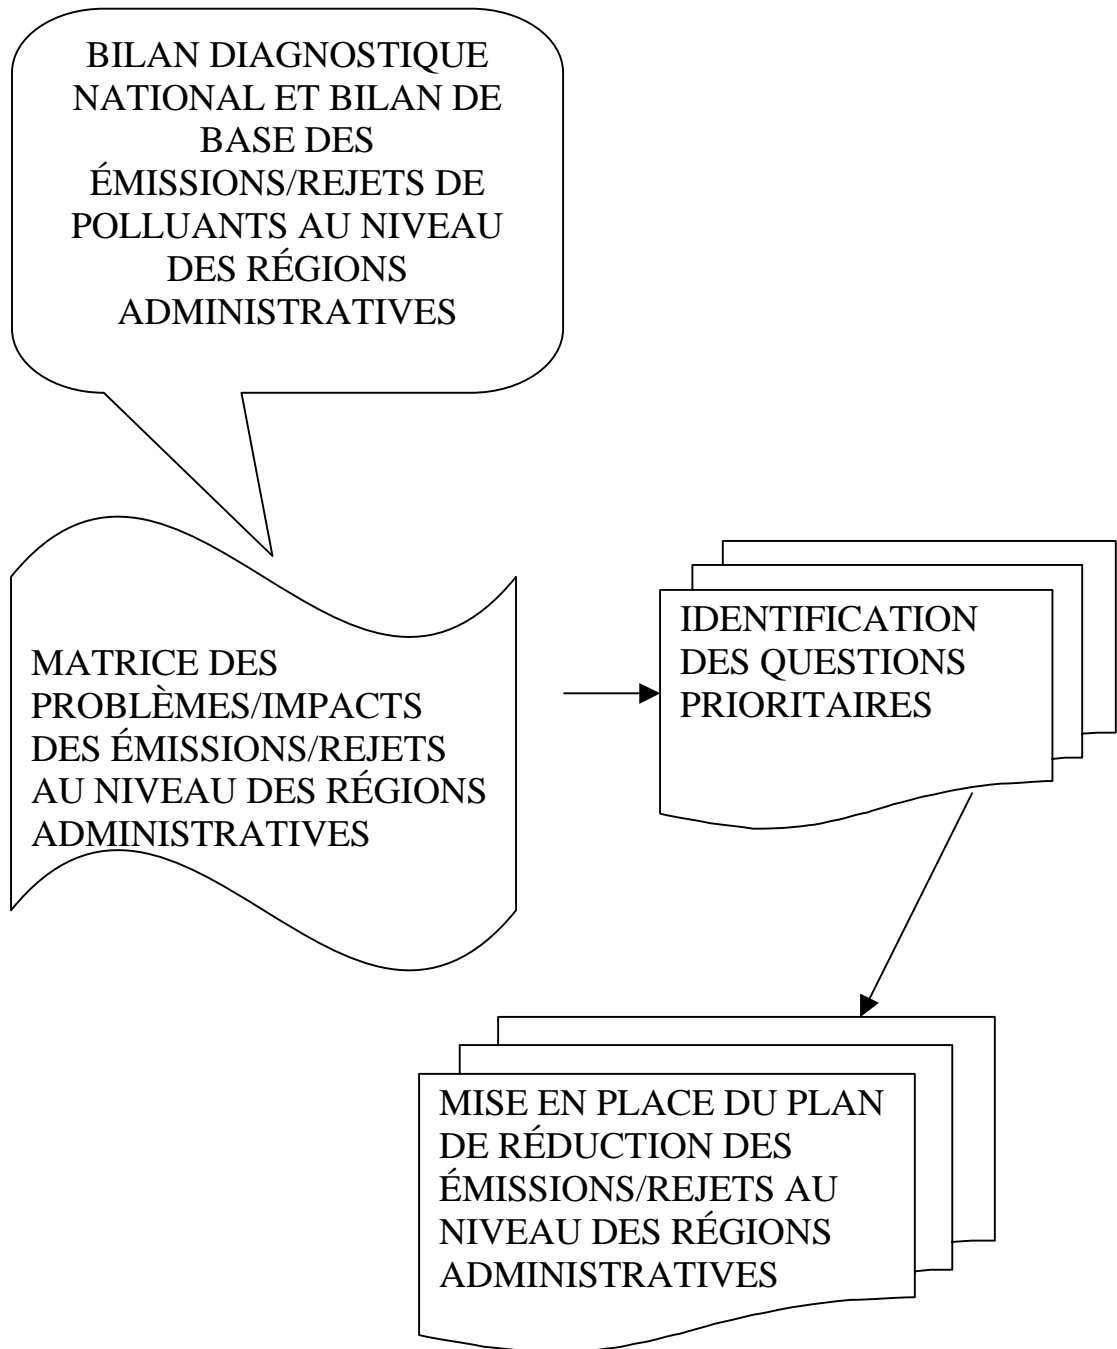 BILAN DIAGNOSTIQUE
NATIONAL ET BILAN DE
BASE DES
ÉMISSIONS/REJETS DE
POLLUANTS AU NIVEAU
DES RÉGIONS
ADMINISTRATIVES
MATRICE DES
PROBLÈMES/IMPACTS
DES ÉMISSIONS/REJETS
AU NIVEAU DES RÉGIONS
ADMINISTRATIVES
IDENTIFICATION
DES QUESTIONS
PRIORITAIRES
MISE EN PLACE DU PLAN
DE RÉDUCTION DES
ÉMISSIONS/REJETS AU
NIVEAU DES RÉGIONS
ADMINISTRATIVES